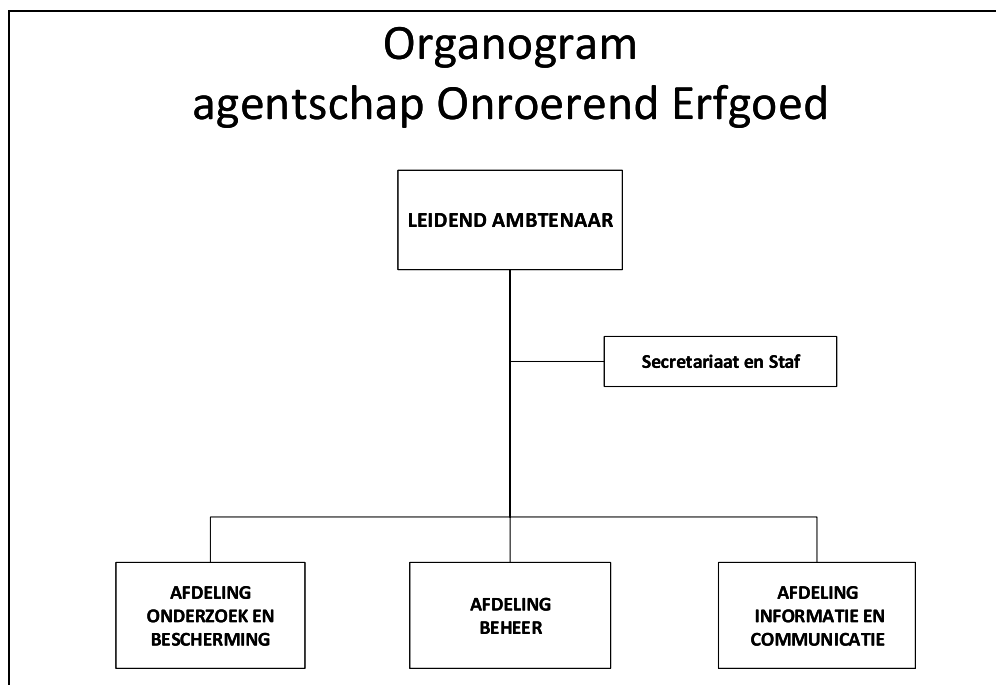 Organogram
agentschap Onroerend Erfgoed
LEIDEND AMBTENAAR
Secretariaat en Staf
AFDELING
ONDERZOEK EN
BESCHERMING
AFDELING
BEHEER
AFDELING
INFORMATIE EN
COMMUNICATIE